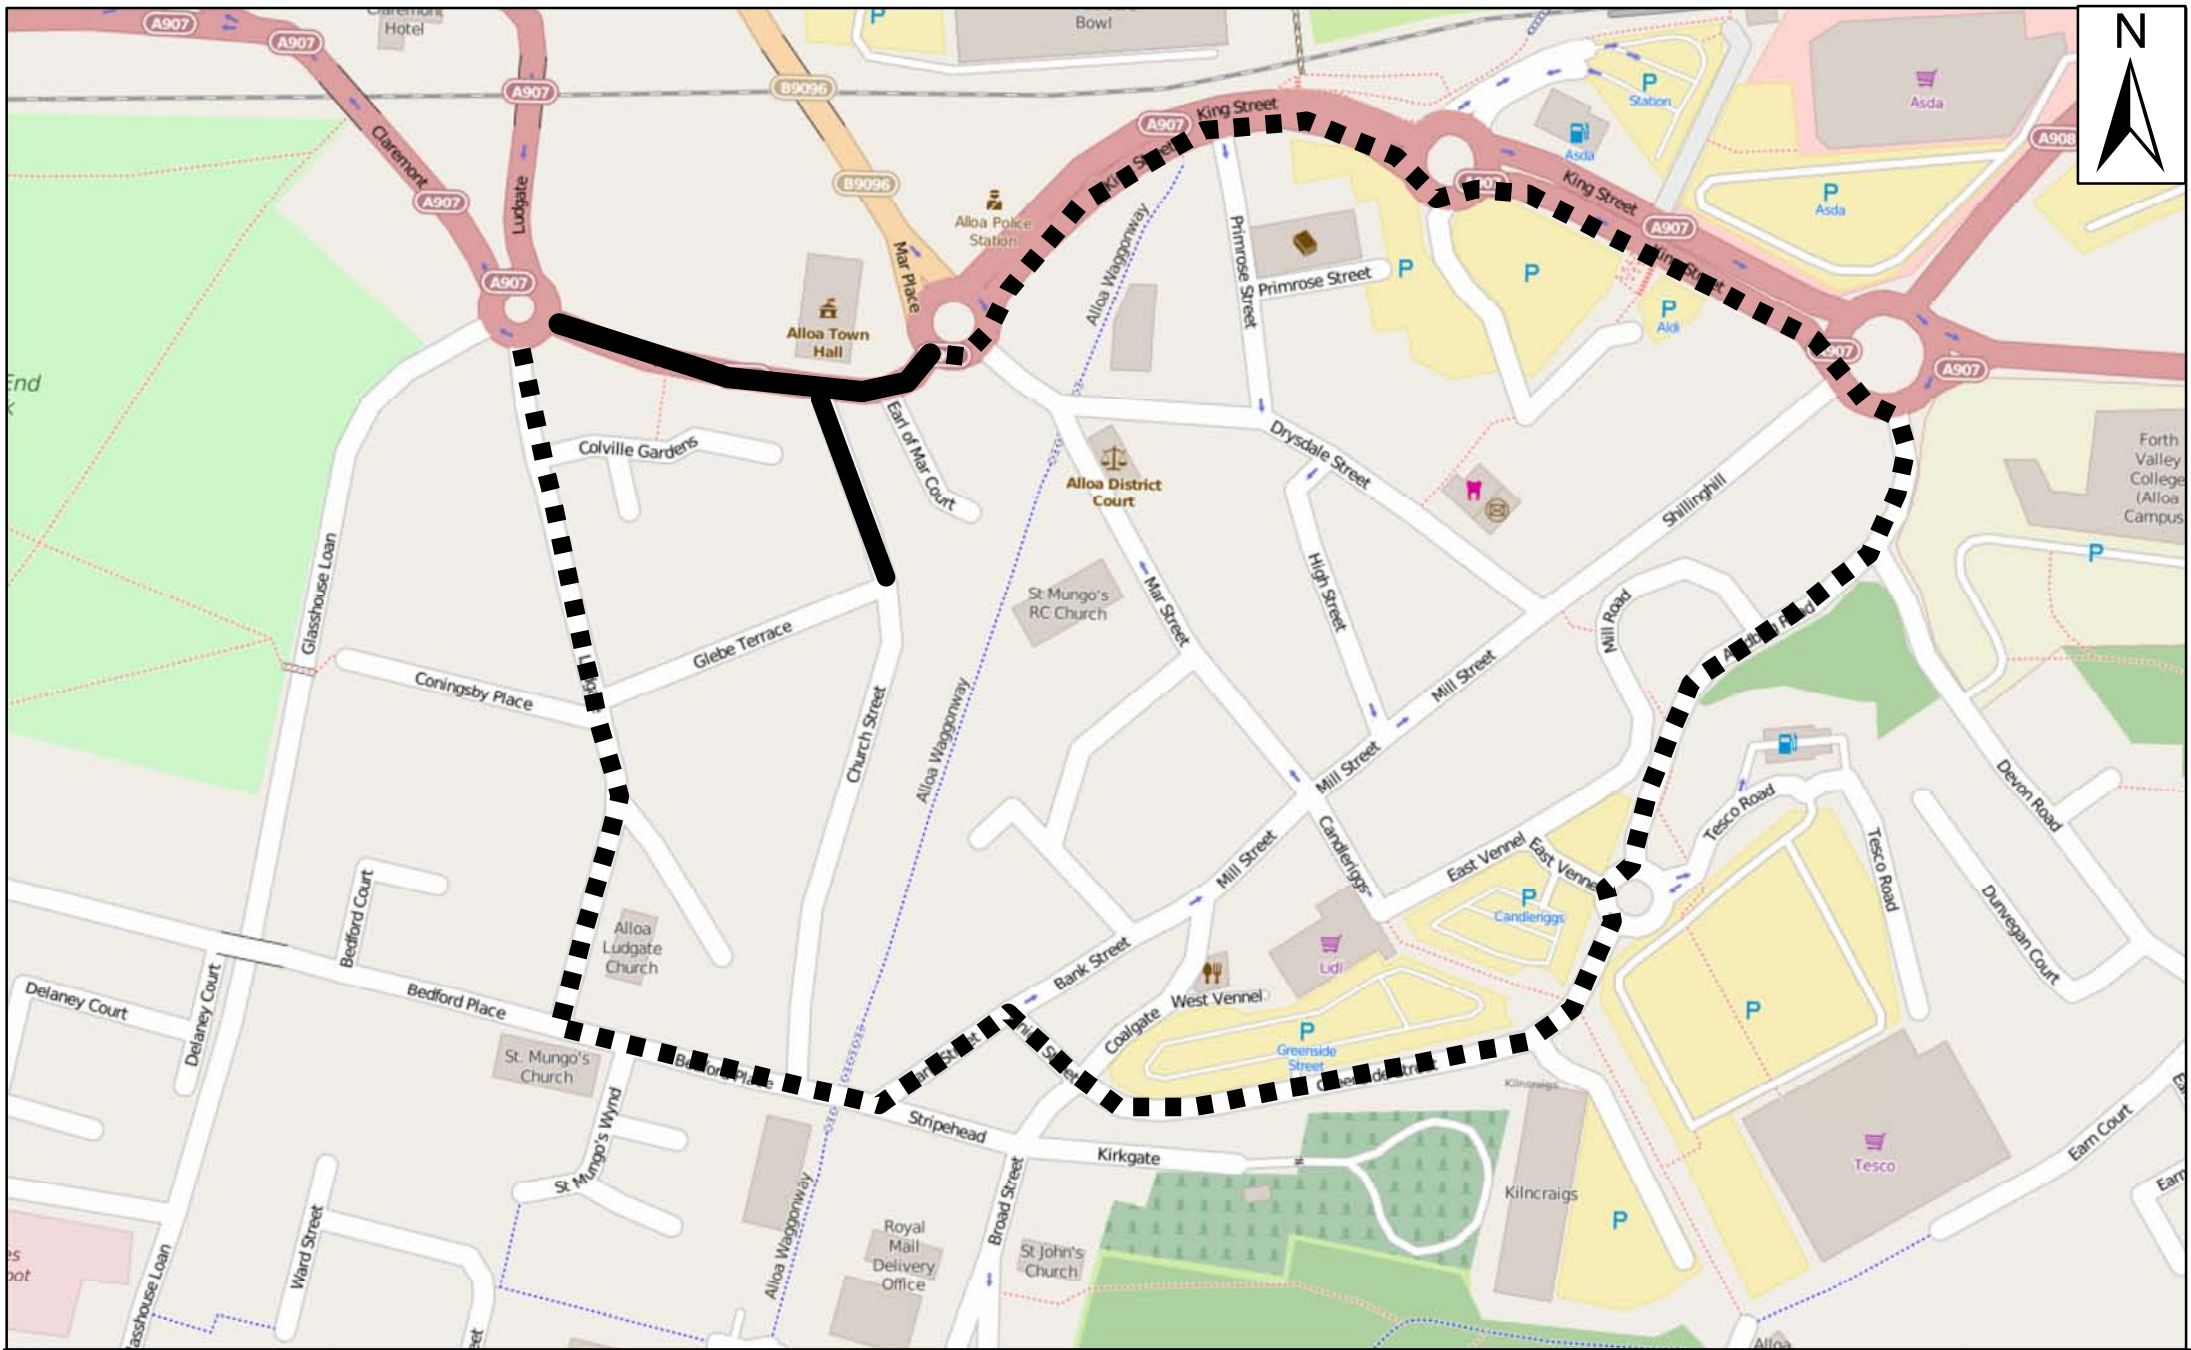 A907
A907
Hotel
A907
B9096
P
Bowl
N
P
Station
Asda
Claremont
A907
Ludgate
A907
King Street
Asda
A908
B9096
Alloa Police
Station
Alloa Waggonway
Primrose Street
Primrose Street
P
P
King Street
A907
P
Asda
P
Aldi
A907
Mar Place
Alloa Town
Hall
A907
A907
Colville Gardens
Earl of Mar Court
Alloa District
Court
Drysdale Street
Shillinghill
Forth
Valley
College
(Alloa
Campus
P
End
Glasshouse Loan
St Mungo's
RC Church
Mar Street
High Street
Mill Road
Glebe Terrace
Coningsby Place
Church Street
Alloa Waggonway
Mill Street
Mill Street
Mill Street
Candleriggs
East Vennel
East Vennel
Tesco Road
Tesco Road
Devon Road
Dunvegan Court
P
Candleriggs
Bedford Court
Alloa
Ludgate
Church
Delaney Court
Delaney Court
Bedford Place
Bank Street
West Vennel
Lidl
Coalgate
P
Greenside
Street
P
St. Mungo's
Church
Bedford Place
Stripehead
Kirkgate
Kilncraigs
Tesco
Earn Court
St Mungo's Wynd
Kilncraigs
P
Ward Street
Alloa Waggonway
Royal
Mail
Delivery
Office
Broad Street
St John's
Church
Glasshouse Loan
Alloa